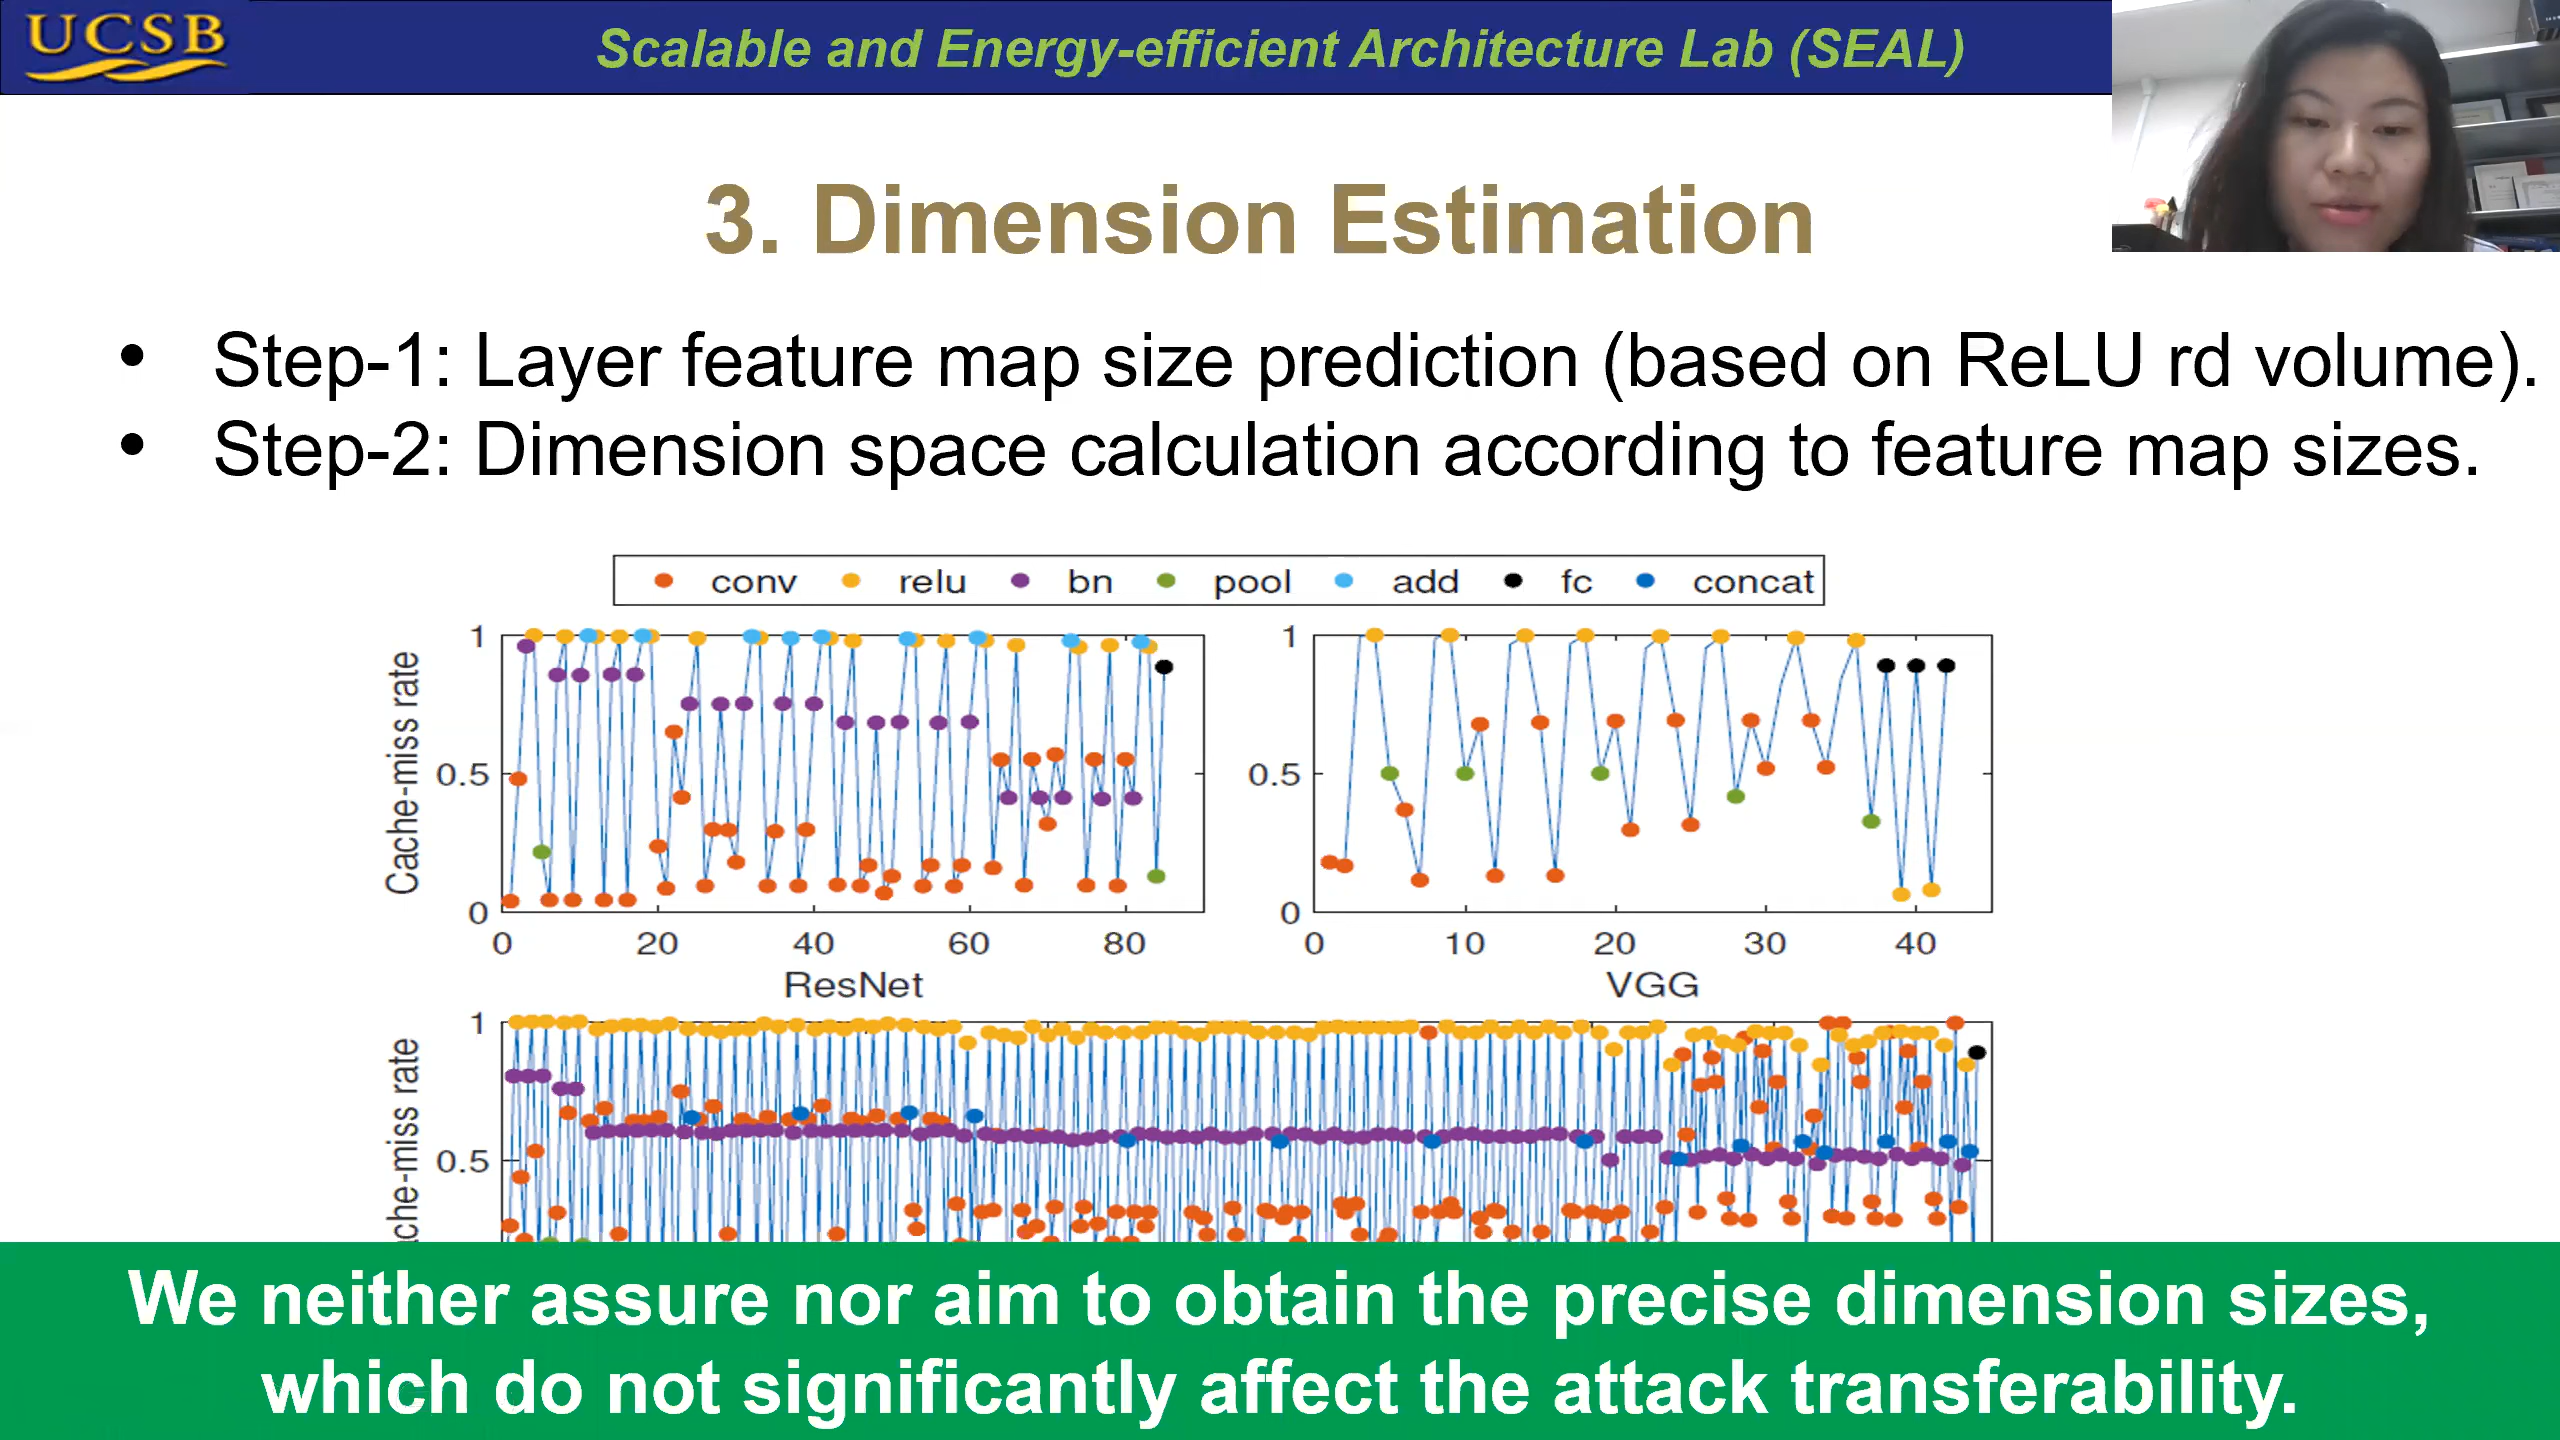 UCSB
Scalable and Energy-efficient Architecture Lab (SEAL)
3. Dimension Estimation
• Step-1: Layer feature map size prediction (based on ReLU rd volume).
• Step-2: Dimension space calculation according to feature map sizes.
conv relu bn pool add fc concat
Cache-miss rate
1
0.5
0
0 20 40 60 80
ResNet
1
0.5
0
0 10 20 30 40
VGG
che-miss rate
1
0.5
We neither assure nor aim to obtain the precise dimension sizes,
which do not significantly affect the attack transferability.